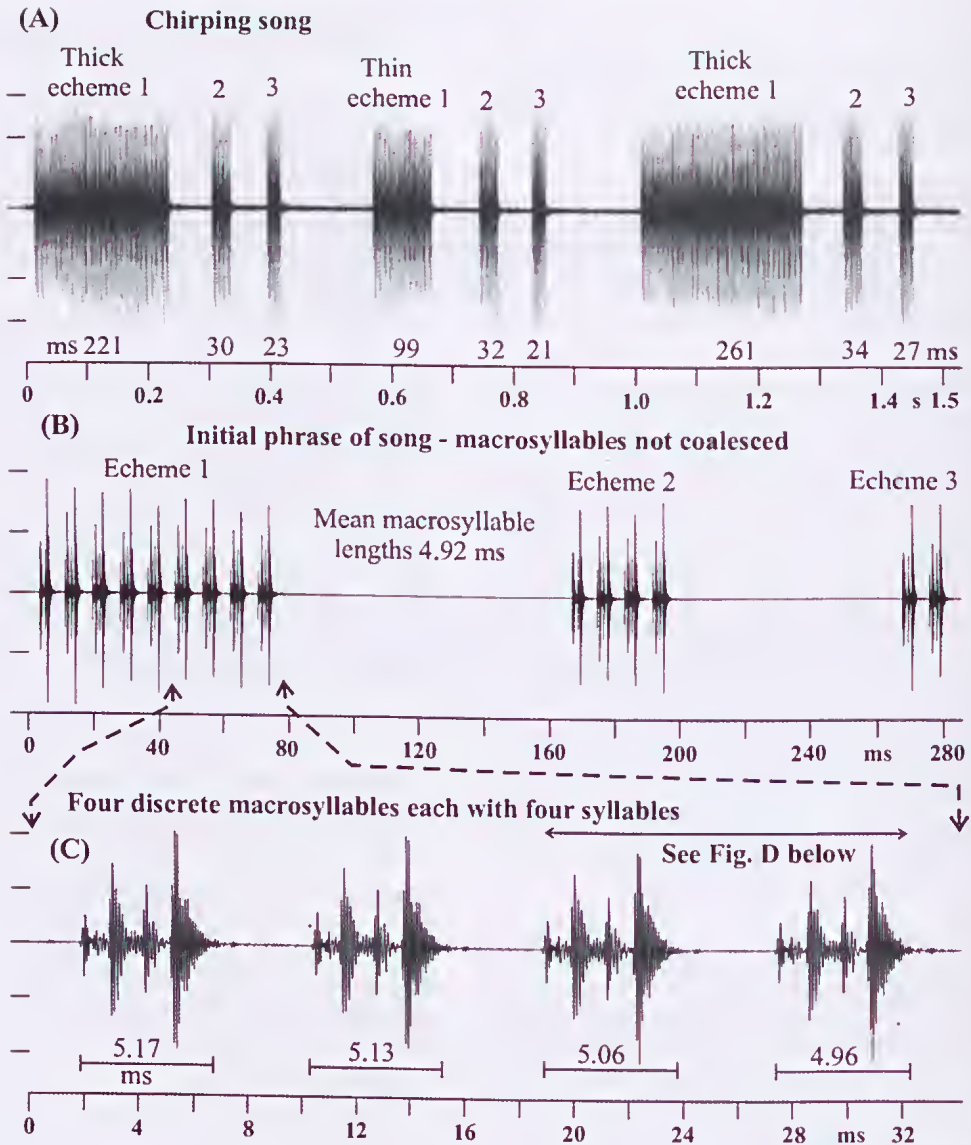 (A)
Chirping song
Thick
echeme 1
2
3
Thin
echeme 1
2
3
Thick
echeme 1
2
3
ms 221
30
23
99
32
21
261
34
27 ms
0
0.2
0.4
0.6
0.8
1.0
1.2
1.4
s
1.5
(B)
Initial phrase of song - macrosyllables not coalesced
Echeme 1
Echeme 2
Echeme 3
Mean macrosyllable
lengths 4.92 ms
0
40
80
120
160
200
240
ms
280
Four discrete macrosyllables each with four syllables
(C)
See Fig. D below
5.17
ms
5.13
5.06
4.96
0
4
8
12
16
20
24
28
ms
32